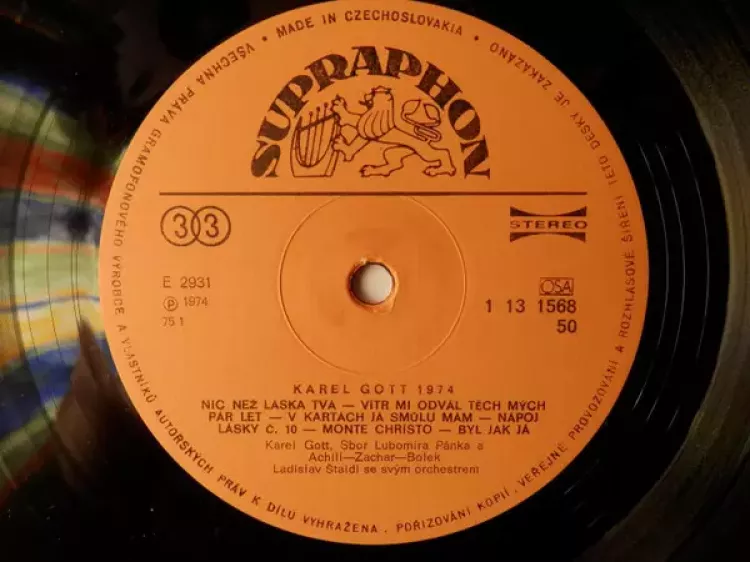 • MADE IN CZECHOSLOVAKIA •
VŠECHNA PRÁVA GRAMOFONOVÉHO VÝROBCE A VLASTNÍKŮ AUTORSKÝCH PRÁV K DÍLU VYHRAŽENA. POŘIZOVÁNÍ KOPIÍ, VEŘEJNÉ PROVOZOVÁNÍ A ROZHLASOVÉ ŠÍŘENÍ TÉTO DESKY JE ZAKÁZÁNO
SUPRAPHON
33
STEREO
E 2931
Ⓟ 1974
75 1
OSA
1 13 1568
50
KAREL GOTT 1974
NIC NEŽ LÁSKA TVÁ — VÍTR MI ODVÁL TĚCH MÝCH
PÁR LET — V KARTÁCH JÁ SMŮLU MÁM — NÁPOJ
LÁSKY Č. 10 — MONTE CHRISTO — BYL JAK JÁ
Karel Gott, Sbor Lubomíra Pánka a
Achill—Zachar—Bolek
Ladislav Štaidl se svým orchestrem